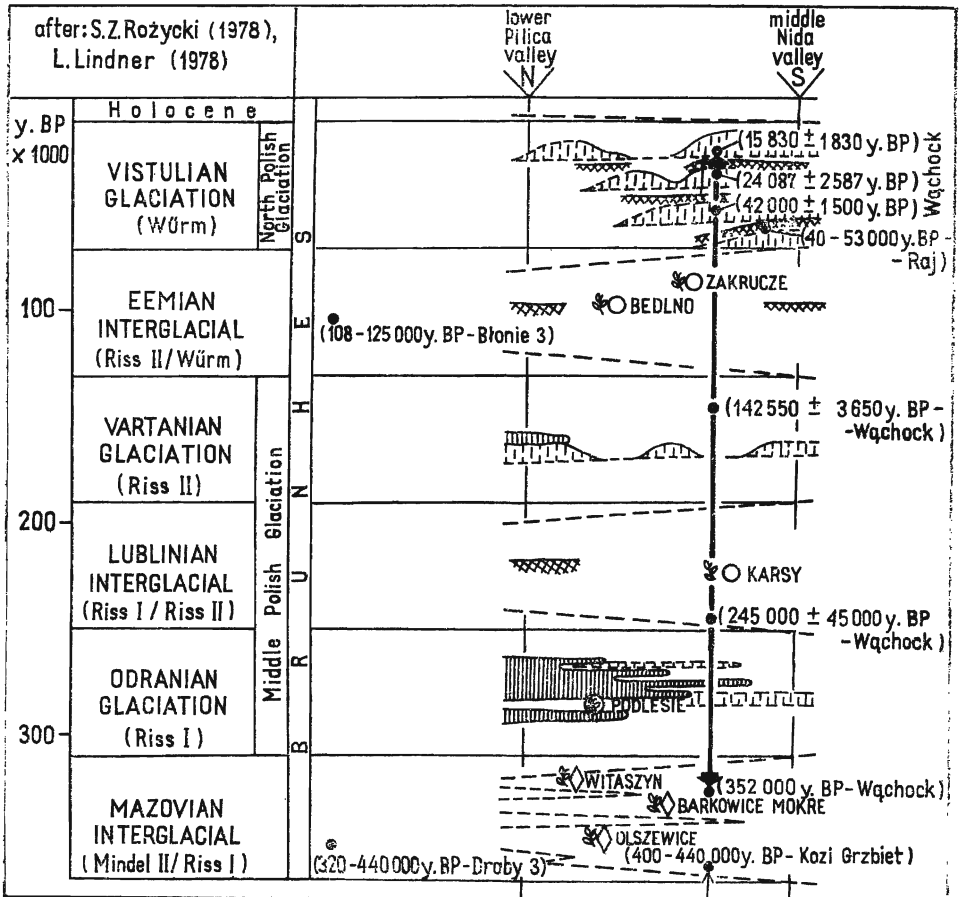 after: S.Z. Rożycki (1978),
L. Lindner (1978)
lower
Pilica
valley
N
middle
Nida
valley
S
y. BP
x 1000
100
200
300
Holocene
VISTULIAN
GLACIATION
(Würm)
North Polish
Glaciation
EEMIAN
INTERGLACIAL
(Riss II/Würm)
VARTANIAN
GLACIATION
(Riss II)
LUBLINIAN
INTERGLACIAL
(Riss I / Riss II)
ODRANIAN
GLACIATION
(Riss I)
Middle Polish Glaciation
MAZOVIAN
INTERGLACIAL
(Mindel II/Riss I)
BRUNHES
(15 830 ± 1830 y. BP)
(24 087 ± 2587 y. BP)
(42 000 ± 1500 y. BP)
Wąchock
(40 - 53 000 y. BP -
- Raj)
ZAKRUCZE
BEDLNO
(108 - 125 000 y. BP - Błonie 3)
(142 550 ± 3650 y. BP -
-Wąchock)
KARSY
(245 000 ± 45 000 y. BP
-Wąchock)
PODLESIE
WITASZYN
(352 000 y. BP - Wąchock)
BARKOWICE MOKRE
OLSZEWICE
(400 - 440 000 y. BP - Kozi Grzbiet)
(320 - 440 000 y. BP - Draby 3)